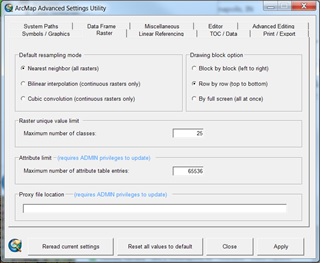 ArcMap Advanced Settings Utility
System Paths
Data Frame
Miscellaneous
Editor
Advanced Editing
Symbols / Graphics
Raster
Linear Referencing
TOC / Data
Print / Export
Default resampling mode
Nearest neighbor (all rasters)
Bilinear interpolation (continuous rasters only)
Cubic convolution (continuous rasters only)
Drawing block option
Block by block (left to right)
Row by row (top to bottom)
By full screen (all at once)
Raster unique value limit
Maximum number of classes: 25
Attribute limit (requires ADMIN privileges to update)
Maximum number of attribute table entries: 65536
Proxy file location (requires ADMIN privileges to update)
Reread current settings
Reset all values to default
Close
Apply